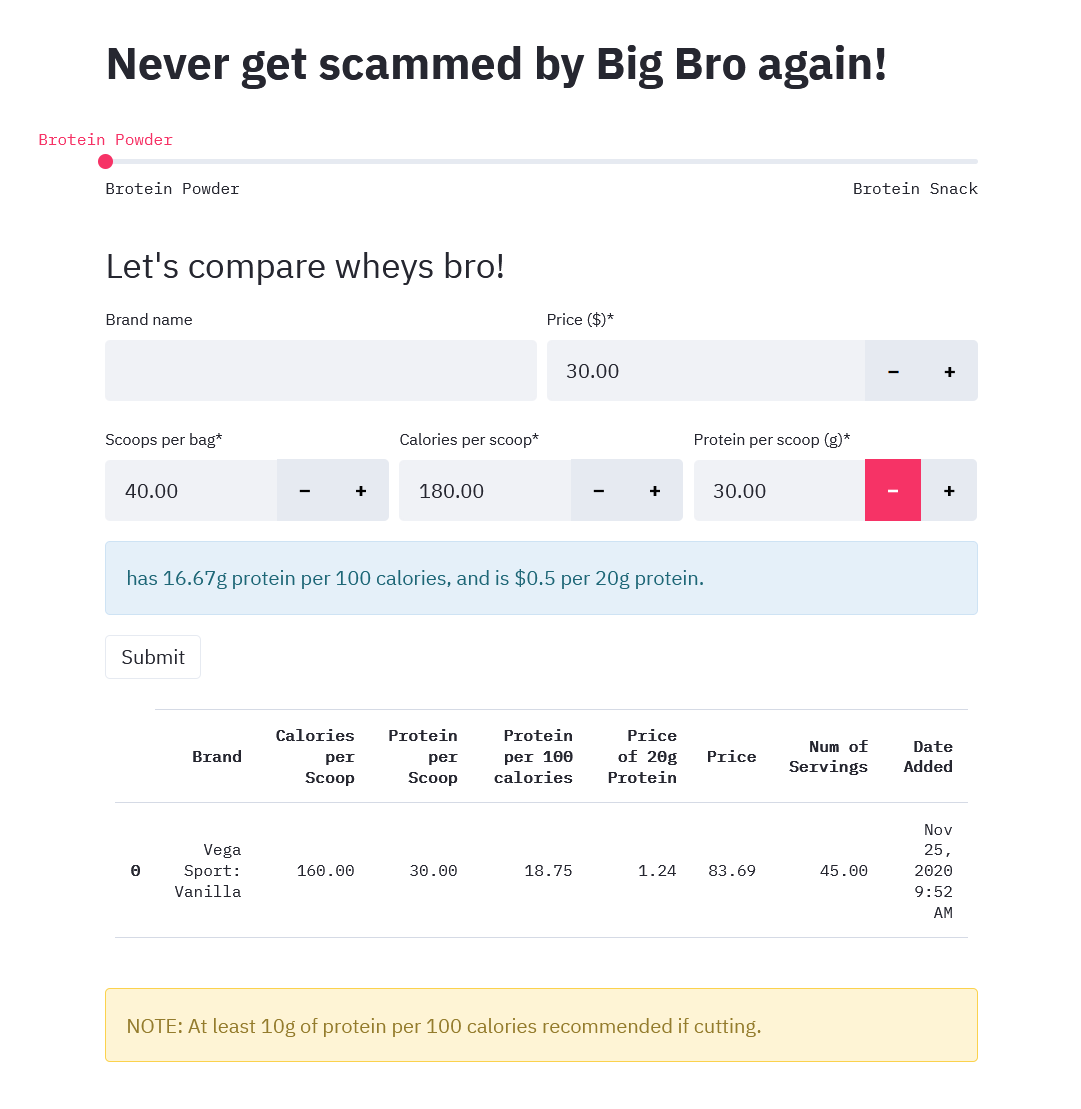 Never get scammed by Big Bro again!
Brotein Powder
Brotein Powder Brotein Snack
Let's compare wheys bro!
Brand name Price ($)*
30.00 − +
Scoops per bag* Calories per scoop* Protein per scoop (g)*
40.00 − + 180.00 − + 30.00 − +
has 16.67g protein per 100 calories, and is $0.5 per 20g protein.
Submit
Calories Protein Protein Price
Brand per per per 100 of 20g Price Num of Date
Scoop Scoop calories Protein Servings Added
Nov
Vega 25,
0 Sport: 160.00 30.00 18.75 1.24 83.69 45.00 2020
Vanilla 9:52
AM
NOTE: At least 10g of protein per 100 calories recommended if cutting.